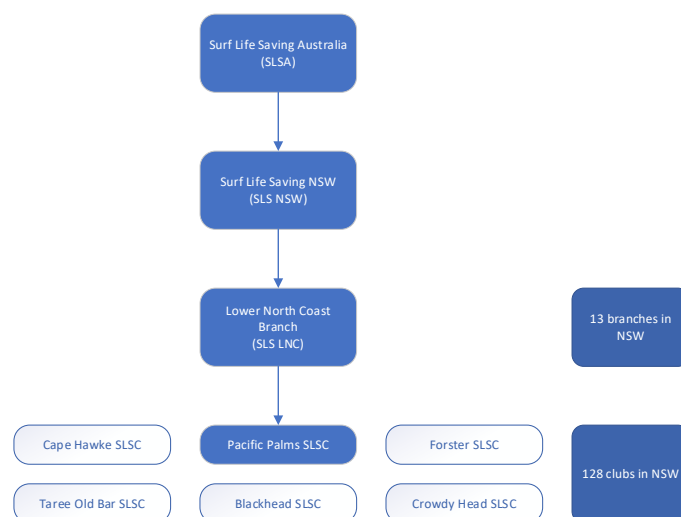 Surf Life Saving Australia
(SLSA)
Surf Life Saving NSW
(SLS NSW)
Lower North Coast
Branch
(SLS LNC)
13 branches in
NSW
Cape Hawke SLSC
Pacific Palms SLSC
Forster SLSC
128 clubs in NSW
Taree Old Bar SLSC
Blackhead SLSC
Crowdy Head SLSC